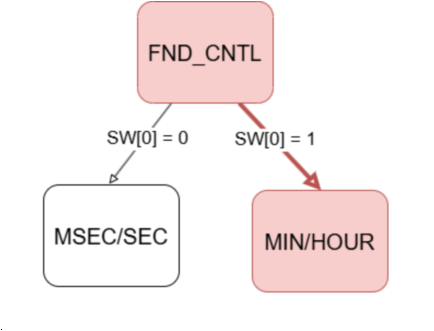 FND_CNTL
SW[0] = 0
SW[0] = 1
MSEC/SEC
MIN/HOUR